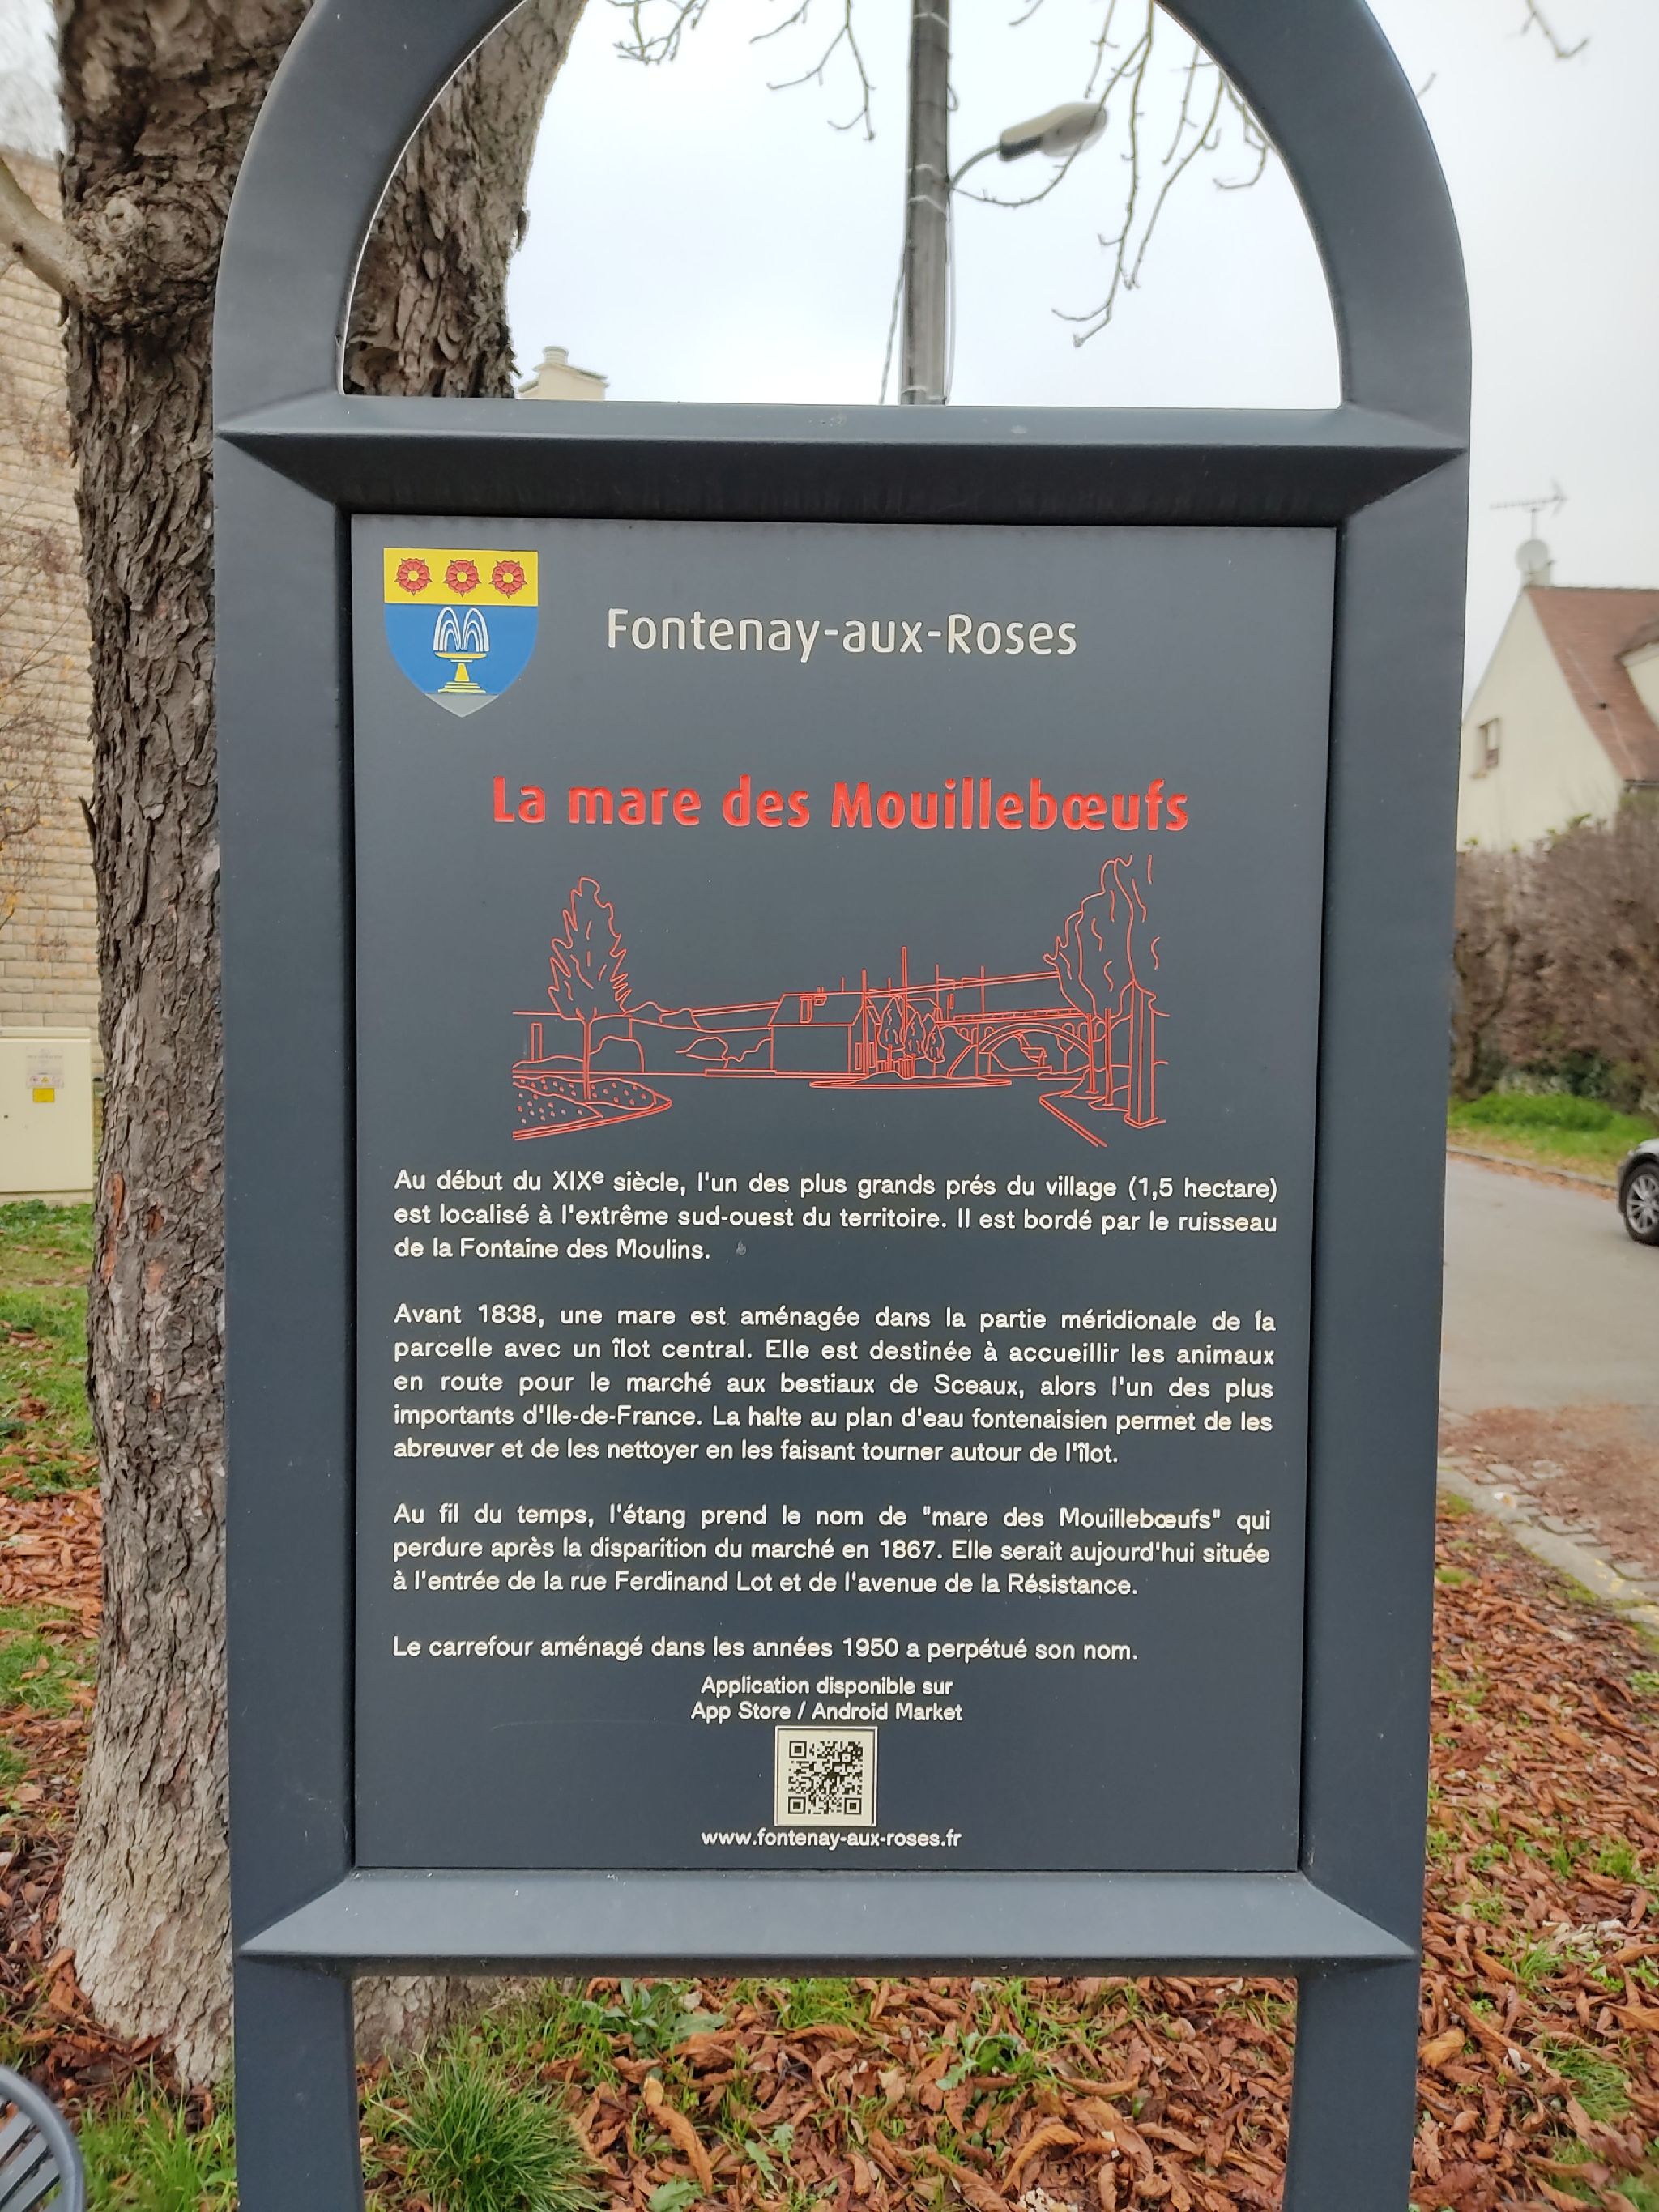 Fontenay-aux-Roses
La mare des Mouillebœufs
Au début du XIXe siècle, l'un des plus grands prés du village (1,5 hectare)
est localisé à l'extrême sud-ouest du territoire. Il est bordé par le ruisseau
de la Fontaine des Moulins.
Avant 1838, une mare est aménagée dans la partie méridionale de la
parcelle avec un îlot central. Elle est destinée à accueillir les animaux
en route pour le marché aux bestiaux de Sceaux, alors l'un des plus
importants d'Ile-de-France. La halte au plan d'eau fontenaisien permet de les
abreuver et de les nettoyer en les faisant tourner autour de l'îlot.
Au fil du temps, l'étang prend le nom de "mare des Mouillebœufs" qui
perdure après la disparition du marché en 1867. Elle serait aujourd'hui située
à l'entrée de la rue Ferdinand Lot et de l'avenue de la Résistance.
Le carrefour aménagé dans les années 1950 a perpétué son nom.
Application disponible sur
App Store / Android Market
www.fontenay-aux-roses.fr